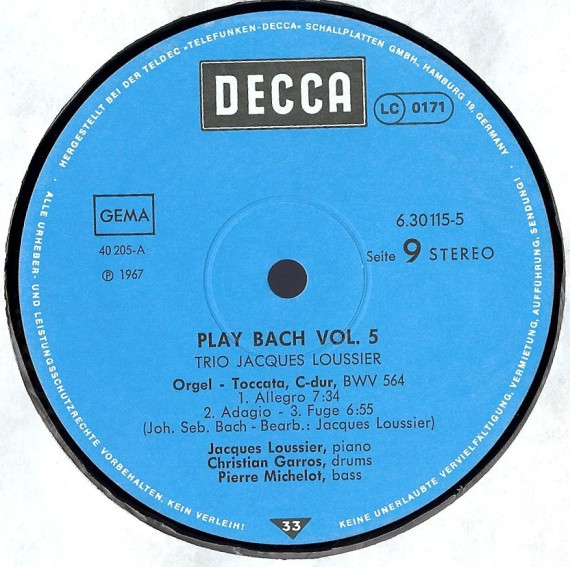 HERGESTELLT BEI DER TELDEC »TELEFUNKEN-DECCA« SCHALLPLATTEN GMBH., HAMBURG 19, GERMANY ·
DECCA
LC 0171
GEMA
6.30115-5
40 205-A
Seite 9 STEREO
℗ 1967
PLAY BACH VOL. 5
TRIO JACQUES LOUSSIER
Orgel - Toccata, C-dur, BWV 564
1. Allegro 7:34
2. Adagio - 3. Fuge 6:55
(Joh. Seb. Bach - Bearb.: Jacques Loussier)
Jacques Loussier, piano
Christian Garros, drums
Pierre Michelot, bass
ALLE URHEBER- UND LEISTUNGSSCHUTZRECHTE VORBEHALTEN. KEIN VERLEIH!
33
KEINE UNERLAUBTE VERVIELFÄLTIGUNG, VERMIETUNG, AUFFÜHRUNG, SENDUNG!